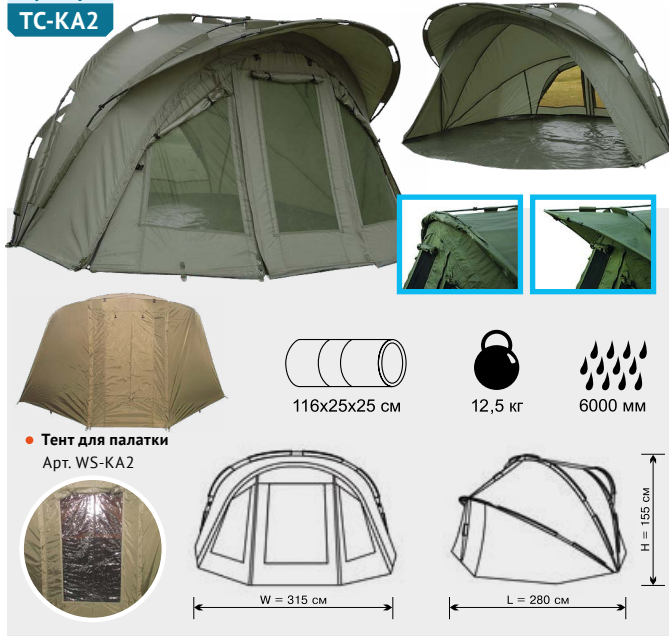 TC-KA2
116x25x25 см
12,5 кг
6000 мм
Тент для палатки
Арт. WS-KA2
H = 155 см
W = 315 см
L = 280 см